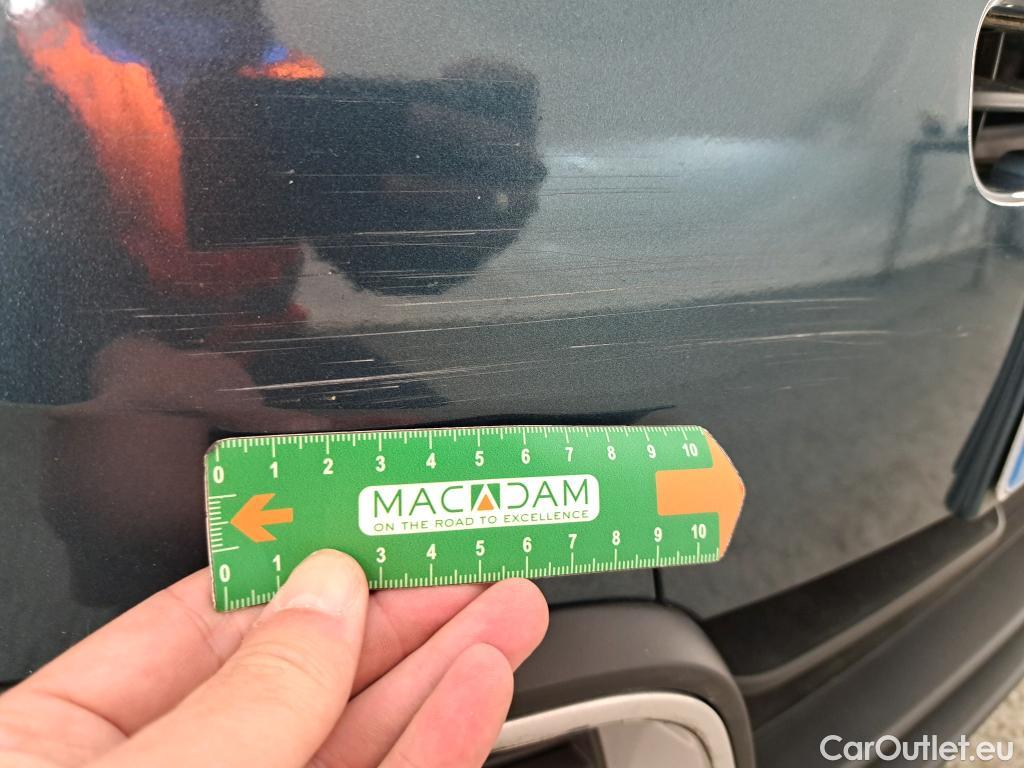 0 1 2 3 4 5 6 7 8 9 10
MACADAM
ON THE ROAD TO EXCELLENCE
0 1 3 4 5 6 7 8 9 10
CarOutlet.eu